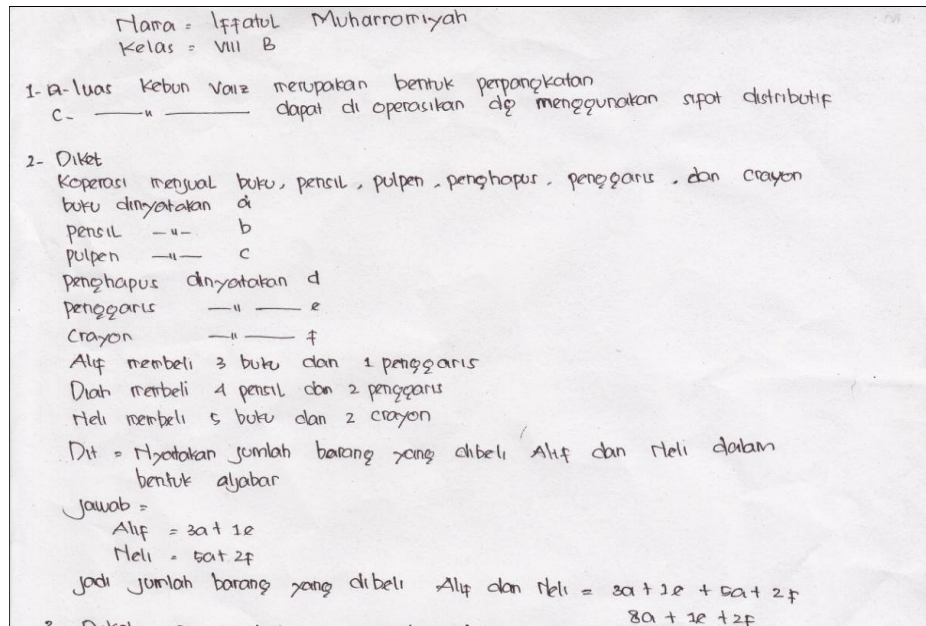 Nama = Iffatul Muharromiyah
Kelas = VIII B
1- a- luas kebun Vaiz merupakan bentuk perpangkatan
c- —— " ——— dapat di operasikan dg menggunakan sifat distributif
2- Diket
Koperasi menjual buku, pensil, pulpen, penghapus, penggaris, dan crayon
buku dinyatakan a
pensil —"— b
pulpen —"— c
penghapus dinyatakan d
penggaris —"—— e
Crayon —"—— f
Alif membeli 3 buku dan 1 penggaris
Diah membeli 4 pensil dan 2 penggaris
Neli membeli 5 buku dan 2 crayon
Dit = Nyatakan jumlah barang yang dibeli Alif dan Neli dalam
bentuk aljabar
Jawab =
Alif = 3a + 1e
Neli = 5a + 2f
Jadi jumlah barang yang dibeli Alif dan Neli = 3a + 1e + 5a + 2f
8a + 1e + 2f